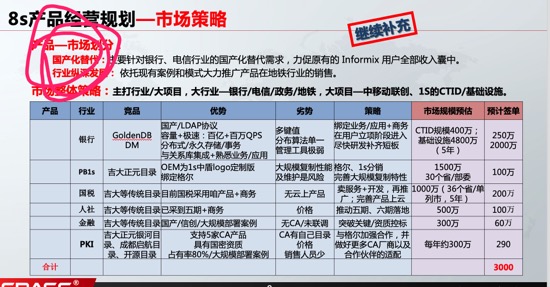 8s产品经营规划—市场策略
继续补充
产品—市场划分：
国产化替代：主要针对银行、电信行业的国产化替代需求，力促原有的 Informix 用户全部收入囊中。
行业纵深发展：依托现有案例和模式大力推广产品在地铁行业的销售。
市场整体策略：主打行业/大项目，大行业—银行/电信/政务/地铁，大项目—中移动联创、1S的CTID/基础设施。
产品 行业 竞品 优势 劣势 策略 市场规模预估 预计签单
银行 GoldenDB DM 国产/LDAP协议 容量+极速：百亿+百万QPS 分布式/永久存储/事务 与关系库集成+熟悉业务/应用 多键值 分布算法单一 管理工具极弱 绑定业务/应用+商务 在用户立项阶段进入 尽快研发补齐短板 CTID规模400万； 基础设施4800万（5年） 250万 2000万
PB1s 吉大正元目录 OEM为1s中盾logo定制版 绑定格尔 大规模复制性能及维护是风险 格尔、1s分销 完善大规模复制特性 1500万 30个省/部委 100万
国税 吉大等传统目录 目前国税采用咱产品+商务 无云上产品 卖服务+开发，再推广；完善产品上云 1000万（36个省/单列市，5年） 200万
人社 吉大等传统目录 已采到五期+商务 价格 推动五期、六期落地 500万 100万
金融 吉大等传统目录 国产/信创/大规模部署案例 无CA/未联调 突破关键/资质控标 300万 60万
PKI 吉大正元银河目录、成都启航目录、开源目录 支持5家CA产品 具有国密资质 占有率80%/大规模部署案例 CA有自己目录 价格 销售人员少 与格尔加强合作，并做好更多CA厂商以及合作伙伴的适配 每年约300万 290
合计 3000